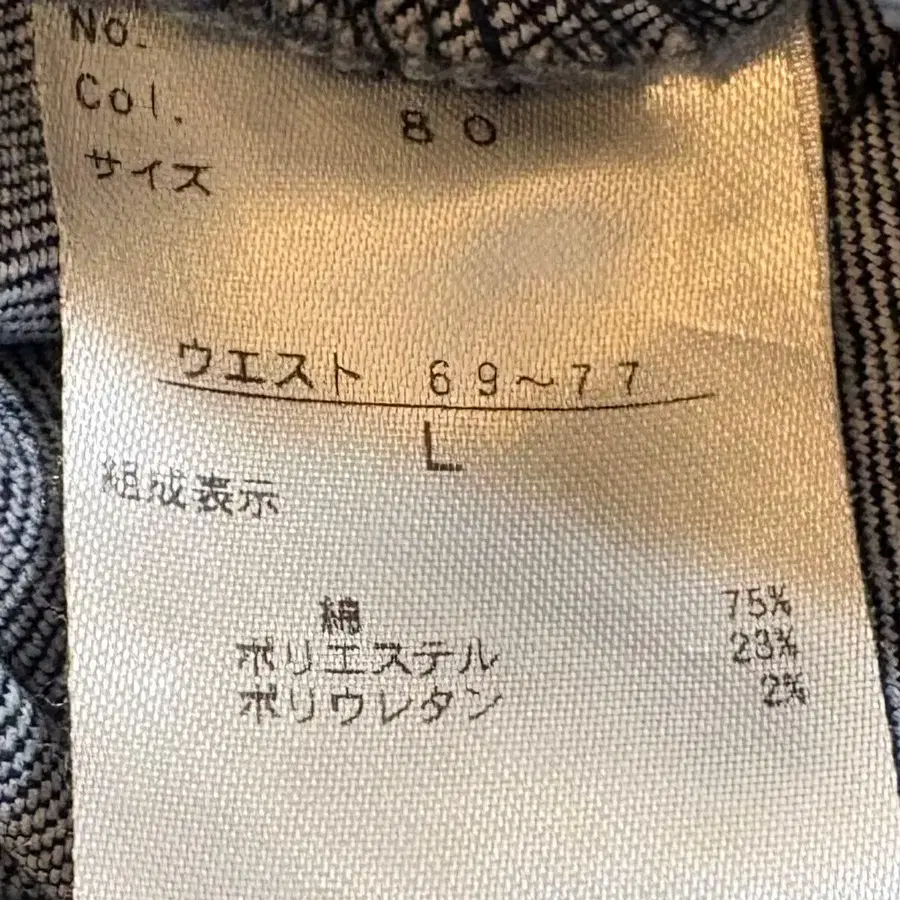 No.
Col. 80
サイズ
ウエスト 69～77
L
組成表示
綿 75%
ポリエステル 23%
ポリウレタン 2%